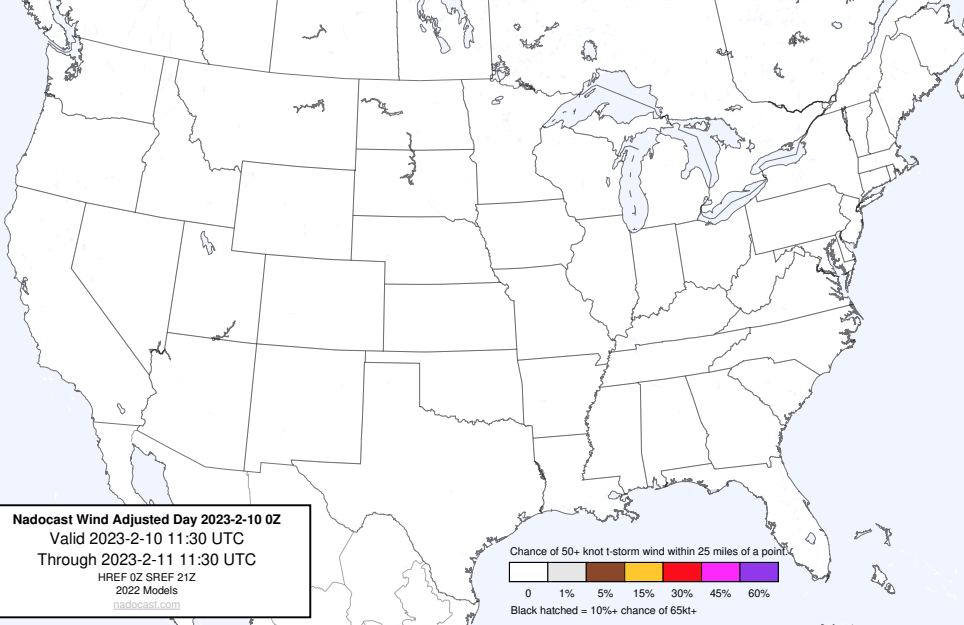 Nadocast Wind Adjusted Day 2023-2-10 0Z
Valid 2023-2-10 11:30 UTC
Through 2023-2-11 11:30 UTC
HREF 0Z SREF 21Z
2022 Models
nadocast.com
Chance of 50+ knot t-storm wind within 25 miles of a point.
0 1% 5% 15% 30% 45% 60%
Black hatched = 10%+ chance of 65kt+